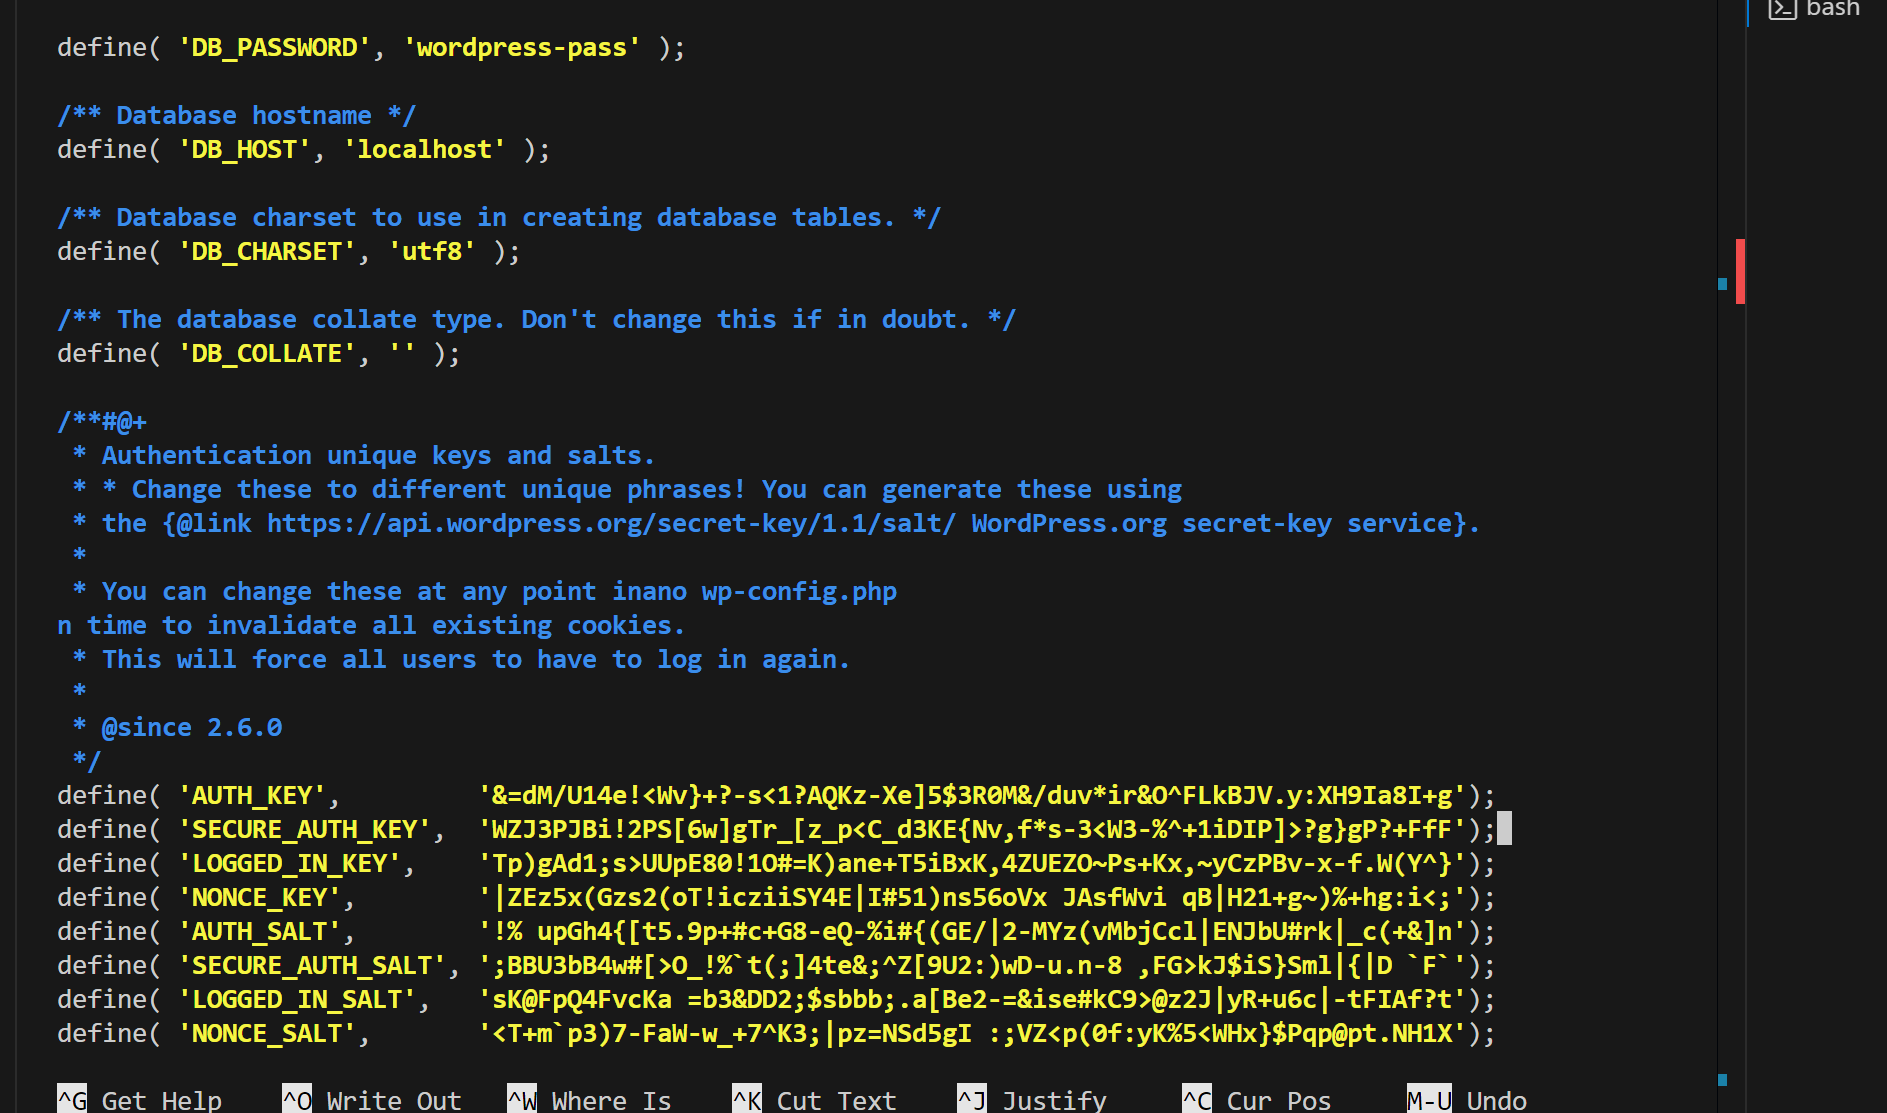 bash
define( 'DB_PASSWORD', 'wordpress-pass' );
/** Database hostname */
define( 'DB_HOST', 'localhost' );
/** Database charset to use in creating database tables. */
define( 'DB_CHARSET', 'utf8' );
/** The database collate type. Don't change this if in doubt. */
define( 'DB_COLLATE', '' );
/**#@+
 * Authentication unique keys and salts.
 * * Change these to different unique phrases! You can generate these using
 * the {@link https://api.wordpress.org/secret-key/1.1/salt/ WordPress.org secret-key service}.
 *
 * You can change these at any point inano wp-config.php
n time to invalidate all existing cookies.
 * This will force all users to have to log in again.
 *
 * @since 2.6.0
 */
define( 'AUTH_KEY',         '&=dM/U14e!<Wv}+?-s<1?AQKz-Xe]5$3R0M&/duv*ir&O^FLkBJV.y:XH9Ia8I+g');
define( 'SECURE_AUTH_KEY',  'WZJ3PJBi!2PS[6w]gTr_[z_p<C_d3KE{Nv,f*s-3<W3-%^+1iDIP]>?g}gP?+FfF');
define( 'LOGGED_IN_KEY',    'Tp)gAd1;s>UUpE80!1O#=K)ane+T5iBxK,4ZUEZO~Ps+Kx,~yCzPBv-x-f.W(Y^}');
define( 'NONCE_KEY',        '|ZEz5x(Gzs2(oT!icziiSY4E|I#51)ns56oVx JAsfWvi qB|H21+g~)%+hg:i<;');
define( 'AUTH_SALT',        '!% upGh4{[t5.9p+#c+G8-eQ-%i#{(GE/|2-MYz(vMbjCcl|ENJbU#rk|_c(+&]n');
define( 'SECURE_AUTH_SALT', ';BBU3bB4w#[>O_!%`t(;]4te&;^Z[9U2:)wD-u.n-8 ,FG>kJ$iS}Sml|{|D `F`');
define( 'LOGGED_IN_SALT',   'sK@FpQ4FvcKa =b3&DD2;$sbbb;.a[Be2-=&ise#kC9>@z2J|yR+u6c|-tFIAf?t');
define( 'NONCE_SALT',       '<T+m`p3)7-FaW-w_+7^K3;|pz=NSd5gI :;VZ<p(0f:yK%5<WHx}$Pqp@pt.NH1X');
^G Get Help    ^O Write Out   ^W Where Is    ^K Cut Text    ^J Justify     ^C Cur Pos     M-U Undo